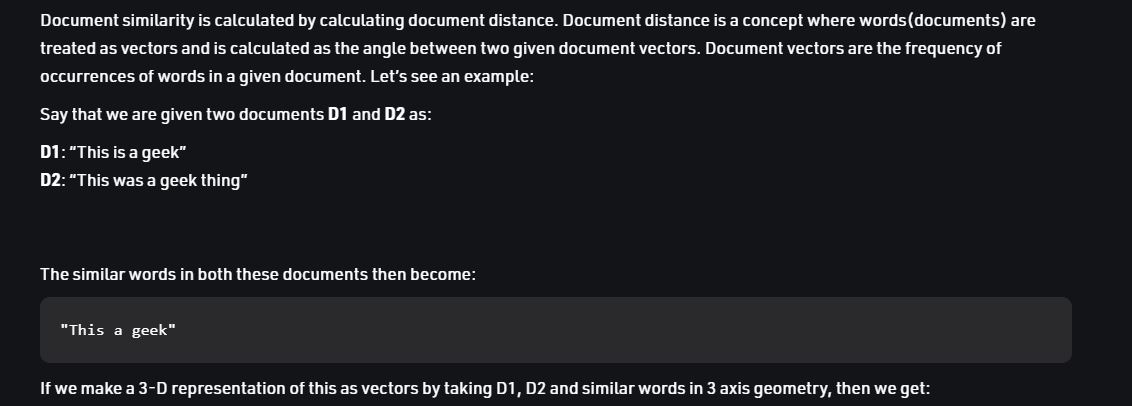 Document similarity is calculated by calculating document distance. Document distance is a concept where words(documents) are
treated as vectors and is calculated as the angle between two given document vectors. Document vectors are the frequency of
occurrences of words in a given document. Let’s see an example:
Say that we are given two documents D1 and D2 as:
D1: “This is a geek”
D2: “This was a geek thing”
The similar words in both these documents then become:
"This a geek"
If we make a 3-D representation of this as vectors by taking D1, D2 and similar words in 3 axis geometry, then we get: